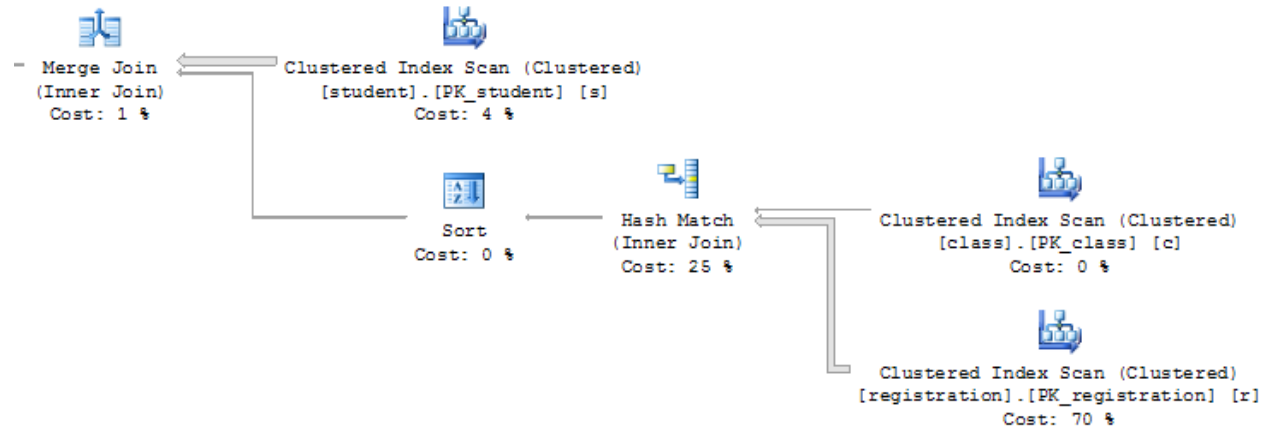 Merge Join
(Inner Join)
Cost: 1 %
Clustered Index Scan (Clustered)
[student].[PK_student] [s]
Cost: 4 %
Sort
Cost: 0 %
Hash Match
(Inner Join)
Cost: 25 %
Clustered Index Scan (Clustered)
[class].[PK_class] [c]
Cost: 0 %
Clustered Index Scan (Clustered)
[registration].[PK_registration] [r]
Cost: 70 %